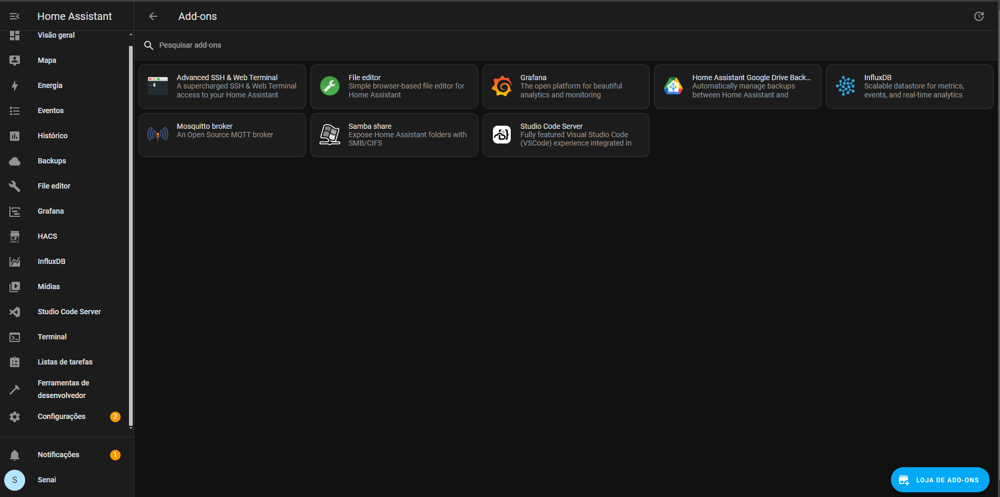 Home Assistant
Add-ons
Visão geral
Mapa
Energia
Eventos
Histórico
Backups
File editor
Grafana
HACS
HACS
InfluxDB
Mídias
Studio Code Server
Terminal
Listas de tarefas
Ferramentas de
desenvolvedor
Configurações
2
Notificações
1
S
Senai
Pesquisar add-ons
$
Advanced SSH & Web Terminal
A supercharged SSH & Web Terminal
access to your Home Assistant
File editor
Simple browser-based file editor for
Home Assistant
Grafana
The open platform for beautiful
analytics and monitoring
Home Assistant Google Drive Back...
Automatically manage backups
between Home Assistant and
InfluxDB
Scalable datastore for metrics,
events, and real-time analytics
Mosquitto broker
An Open Source MQTT broker
Samba share
Expose Home Assistant folders with
SMB/CIFS
Studio Code Server
Fully featured Visual Studio Code
(VSCode) experience integrated in
LOJA DE ADD-ONS